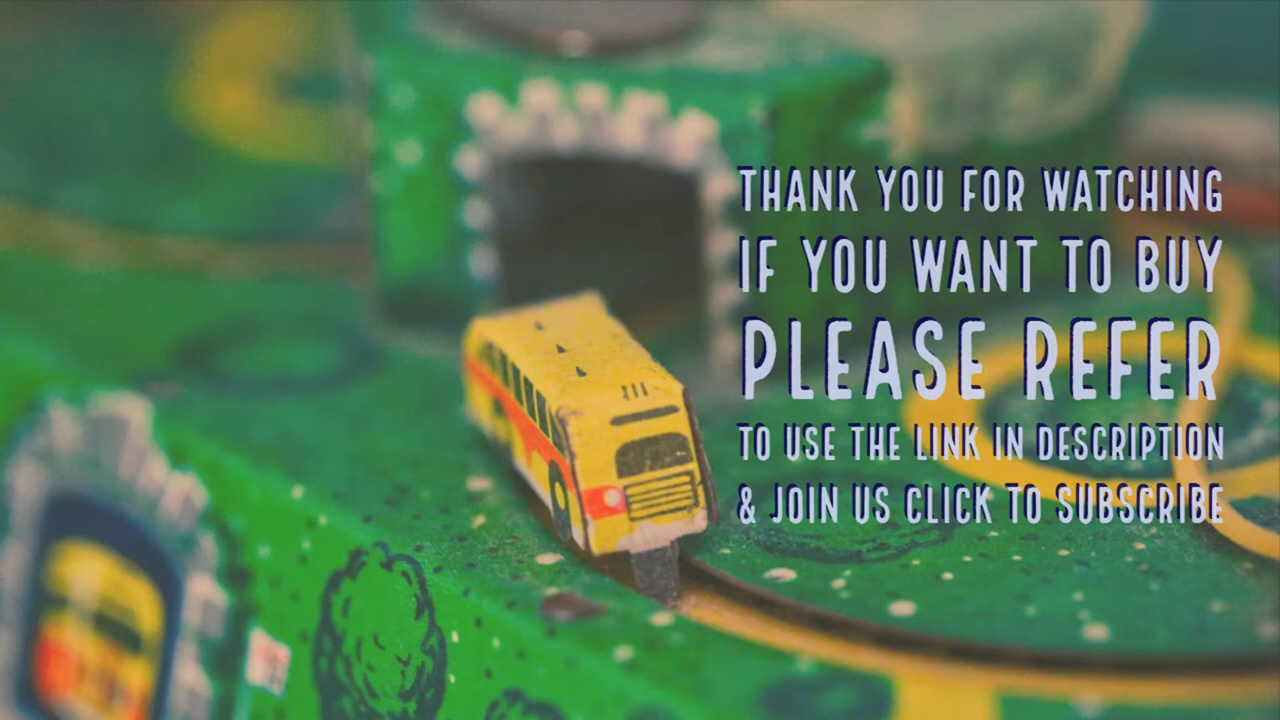 THANK YOU FOR WATCHING
IF YOU WANT TO BUY
PLEASE REFER
TO USE THE LINK IN DESCRIPTION
& JOIN US CLICK TO SUBSCRIBE